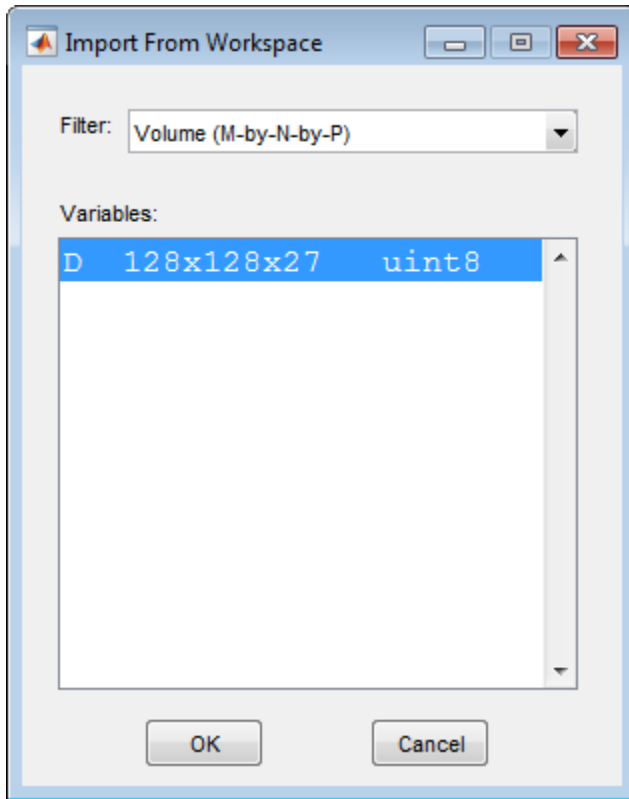 Import From Workspace
Filter: Volume (M-by-N-by-P)
Variables:
D 128x128x27 uint8
OK Cancel